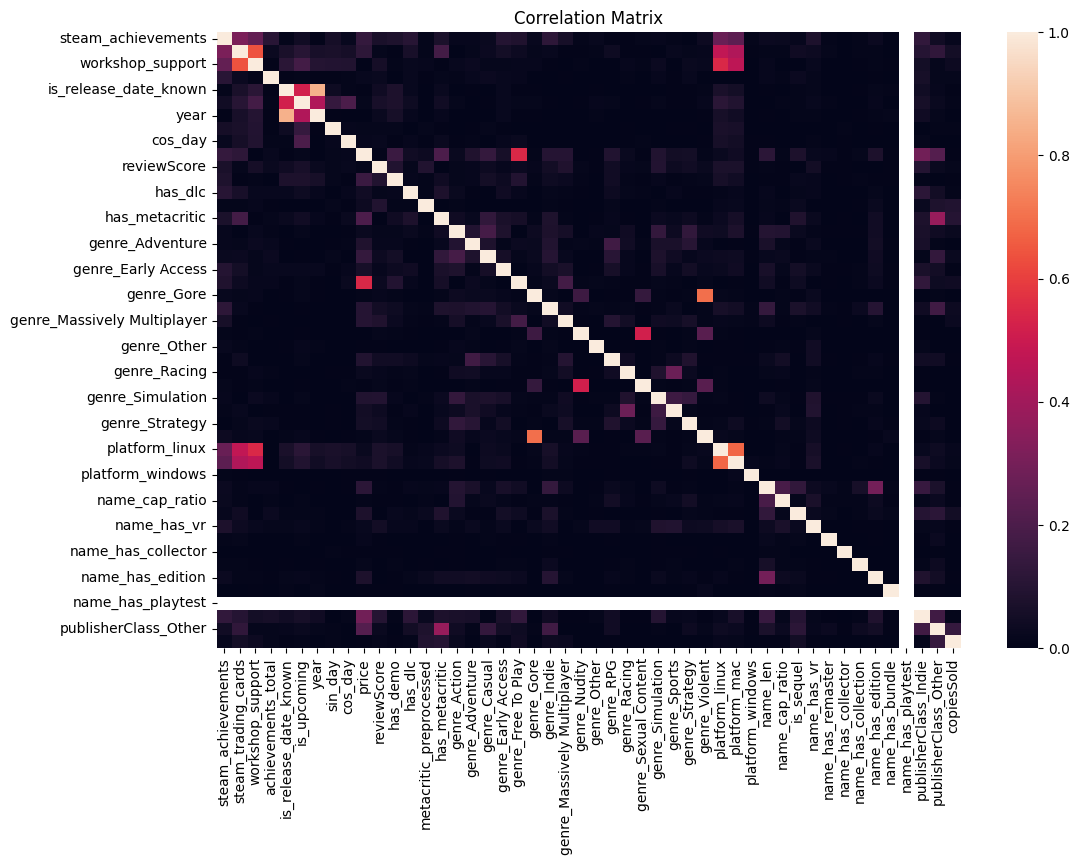 Correlation Matrix
steam_achievements
workshop_support
is_release_date_known
year
cos_day
reviewScore
has_dlc
has_metacritic
genre_Adventure
genre_Early Access
genre_Gore
genre_Massively Multiplayer
genre_Other
genre_Racing
genre_Simulation
genre_Strategy
platform_linux
platform_windows
name_cap_ratio
name_has_vr
name_has_collector
name_has_edition
name_has_playtest
publisherClass_Other
steam_achievements
steam_trading_cards
workshop_support
achievements_total
is_release_date_known
is_upcoming
year
sin_day
cos_day
price
reviewScore
has_demo
has_dlc
metacritic_preprocessed
has_metacritic
genre_Action
genre_Adventure
genre_Casual
genre_Early Access
genre_Free To Play
genre_Gore
genre_Indie
genre_Massively Multiplayer
genre_Nudity
genre_Other
genre_RPG
genre_Racing
genre_Sexual Content
genre_Simulation
genre_Sports
genre_Strategy
genre_Violent
platform_linux
platform_mac
platform_windows
name_len
name_cap_ratio
is_sequel
name_has_vr
name_has_remaster
name_has_collector
name_has_collection
name_has_edition
name_has_bundle
name_has_playtest
publisherClass_Indie
publisherClass_Other
copiesSold
1.0
0.8
0.6
0.4
0.2
0.0